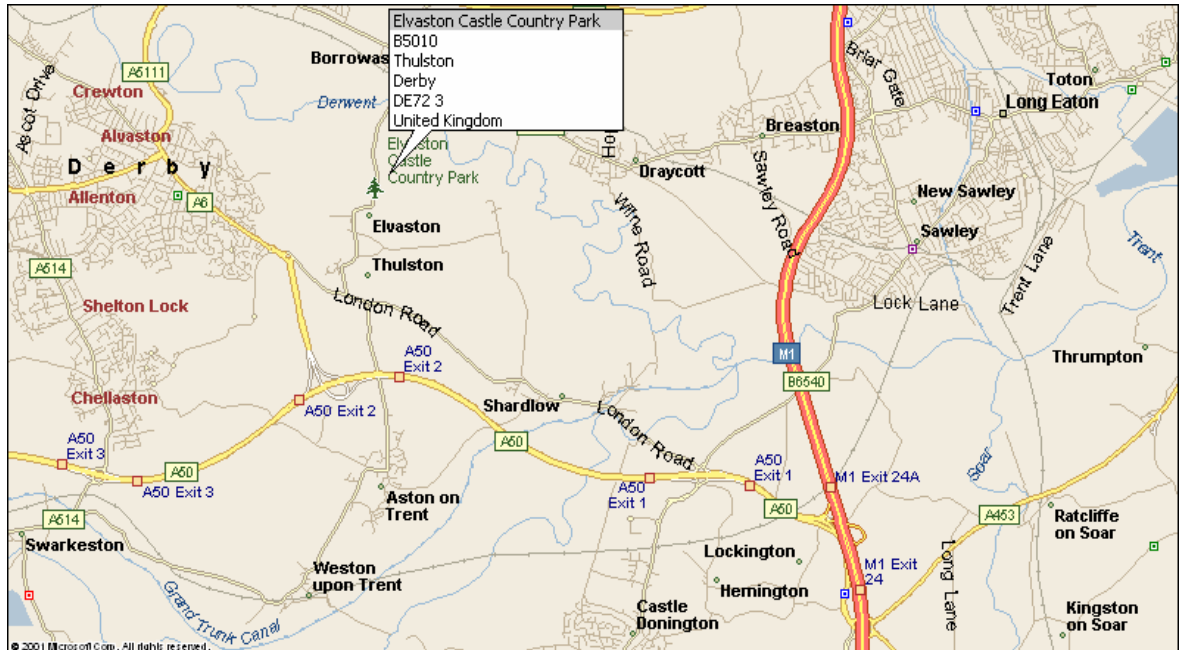 Elvaston Castle Country Park
B5010
Thulston
Derby
DE72 3
United Kingdom
A5111
Crewton
Ascot Drive
Alvaston
Derby
Allenton
A6
A514
Shelton Lock
Chellaston
Derwent
Elvaston
Castle
Country Park
Elvaston
Thulston
London Road
Draycott
Breaston
Briar Gate
Toton
Long Eaton
Wilne Road
Sawley Road
New Sawley
Sawley
Trent
Trent Lane
Lock Lane
M1
B6540
Thrumpton
A50
Exit 2
A50 Exit 2
Shardlow
London Road
A50
A50
Exit 3
A50 Exit 3
A50
A50
Exit 1
A50
Exit 1
A50
M1 Exit 24A
Soar
A453
Aston on
Trent
A514
Swarkeston
Weston
upon Trent
Grand Trunk Canal
Lockington
Hemington
M1 Exit
24
Long Lane
Ratcliffe
on Soar
Castle
Donington
Kingston
on Soar
© 2001 Microsoft Corp. All rights reserved.